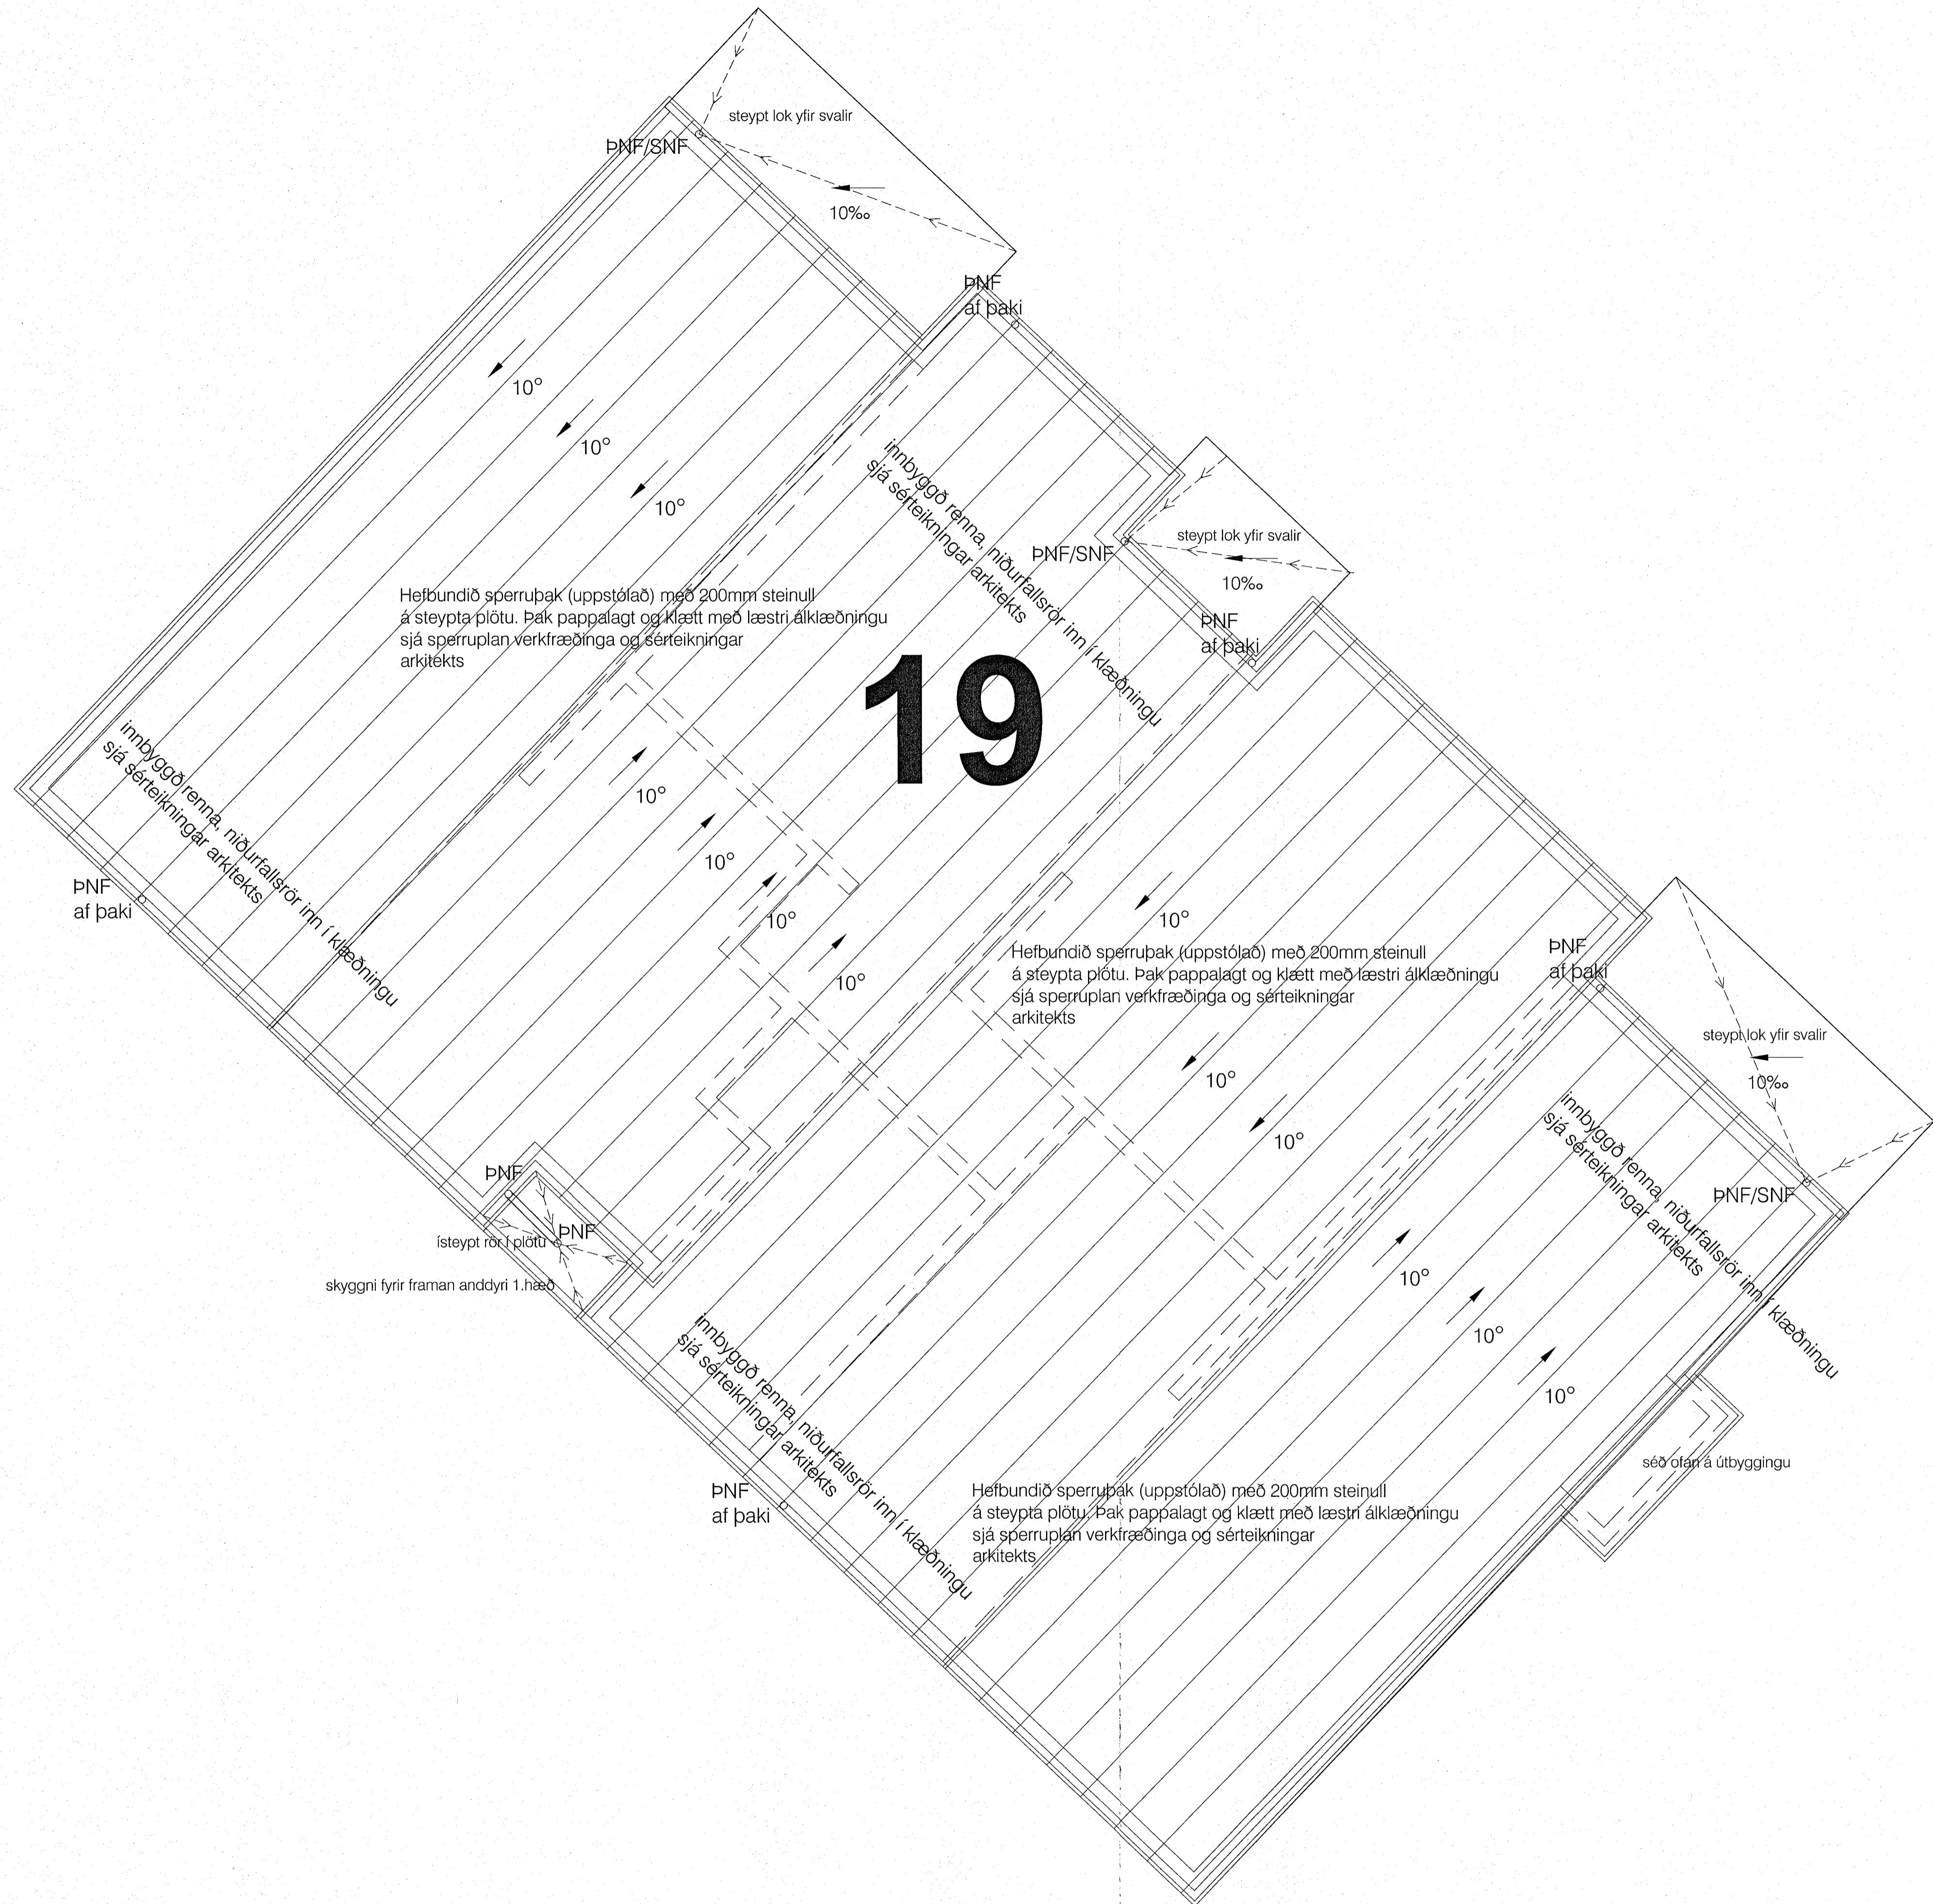 steypt lok yfir svalir
ÞNF/SNF
10‰
ÞNF
af þaki
10°
10°
10°
innbyggð renna, niðurfallsrör inn í klæðningu
sjá sérteikningar arkitekts
steypt lok yfir svalir
ÞNF/SNF
10‰
ÞNF
af þaki
Hefbundið sperruþak (uppstólað) með 200mm steinull
á steypta plötu. Þak pappalagt og klætt með læstri álklæðningu
sjá sperruplan verkfræðinga og sérteikningar
arkitekts
19
innbyggð renna, niðurfallsrör inn í klæðningu
sjá sérteikningar arkitekts
10°
10°
10°
10°
ÞNF
af þaki
10°
Hefbundið sperruþak (uppstólað) með 200mm steinull
á steypta plötu. Þak pappalagt og klætt með læstri álklæðningu
sjá sperruplan verkfræðinga og sérteikningar
arkitekts
ÞNF
af þaki
10°
10°
steypt lok yfir svalir
10‰
innbyggð renna, niðurfallsrör inn í klæðningu
sjá sérteikningar arkitekts
ÞNF/SNF
ÞNF
ÞNF
ísteypt rör í plötu
skyggni fyrir framan anddyri 1.hæð
10°
10°
10°
innbyggð renna, niðurfallsrör inn í klæðningu
sjá sérteikningar arkitekts
séð ofan á útbyggingu
ÞNF
af þaki
Hefbundið sperruþak (uppstólað) með 200mm steinull
á steypta plötu. Þak pappalagt og klætt með læstri álklæðningu
sjá sperruplan verkfræðinga og sérteikningar
arkitekts